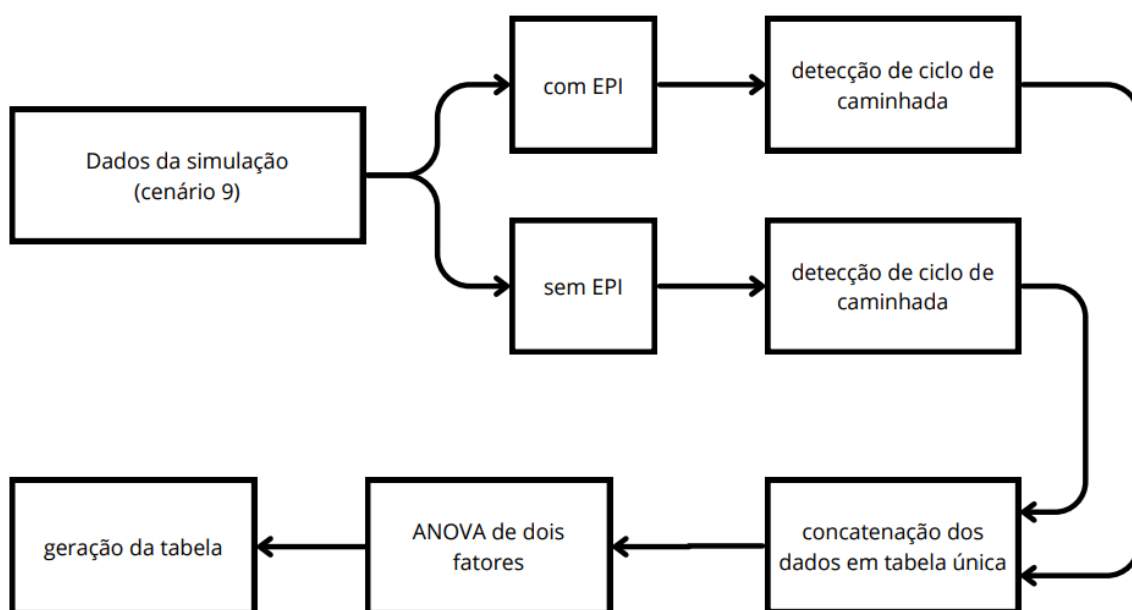 Dados da simulação
(cenário 9)
com EPI
detecção de ciclo de
caminhada
sem EPI
detecção de ciclo de
caminhada
concatenação dos
dados em tabela única
ANOVA de dois
fatores
geração da tabela